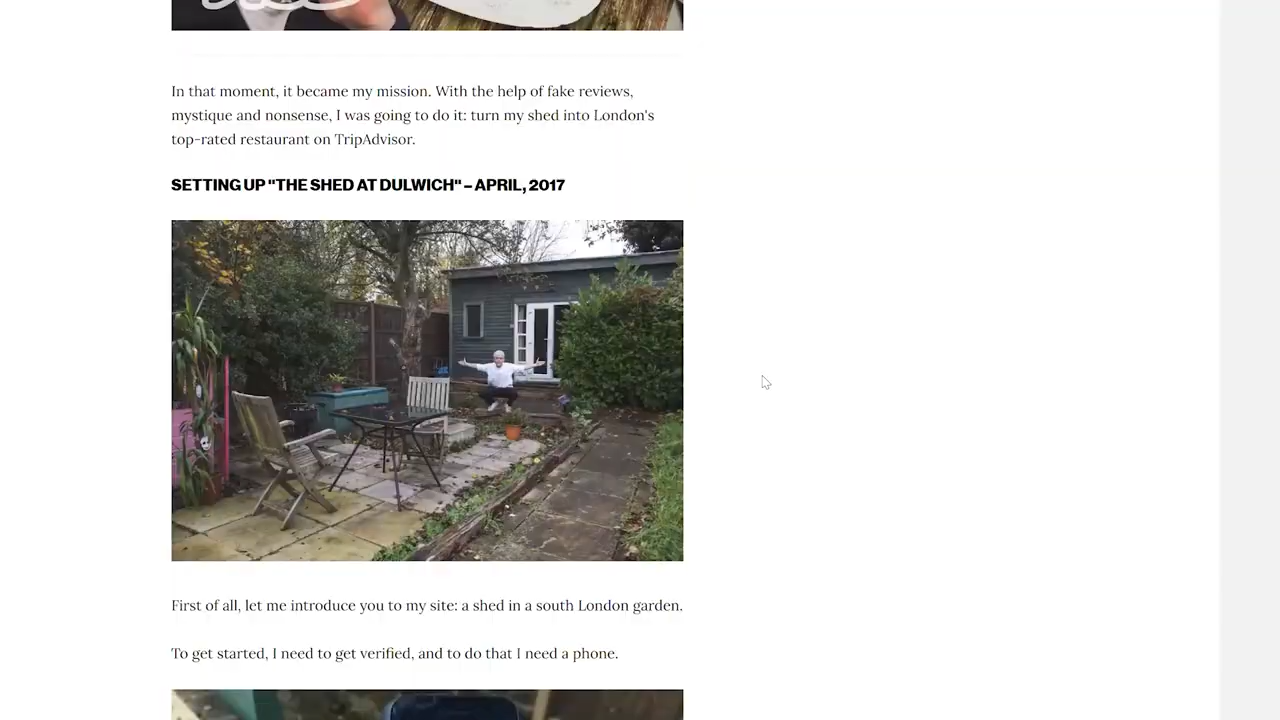 In that moment, it became my mission. With the help of fake reviews,
mystique and nonsense, I was going to do it: turn my shed into London's
top-rated restaurant on TripAdvisor.
SETTING UP "THE SHED AT DULWICH" – APRIL, 2017
First of all, let me introduce you to my site: a shed in a south London garden.
To get started, I need to get verified, and to do that I need a phone.